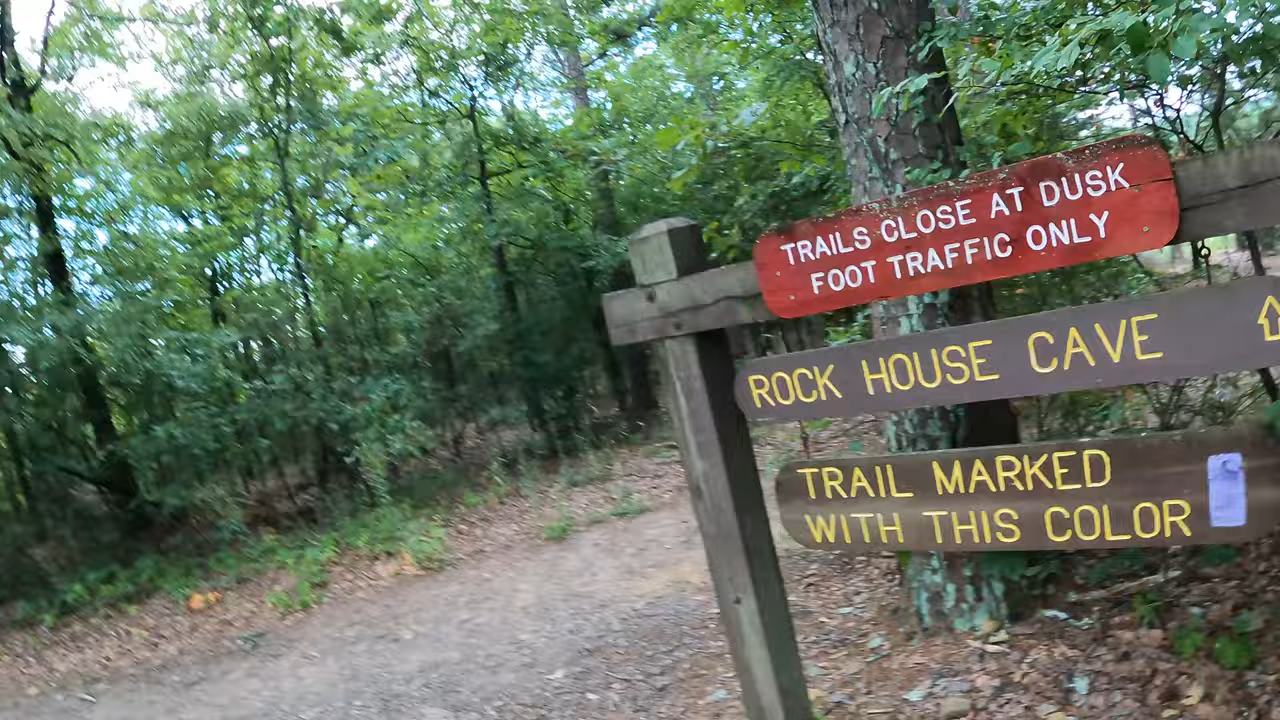 TRAILS CLOSE AT DUSK
FOOT TRAFFIC ONLY
ROCK HOUSE CAVE
TRAIL MARKED
WITH THIS COLOR